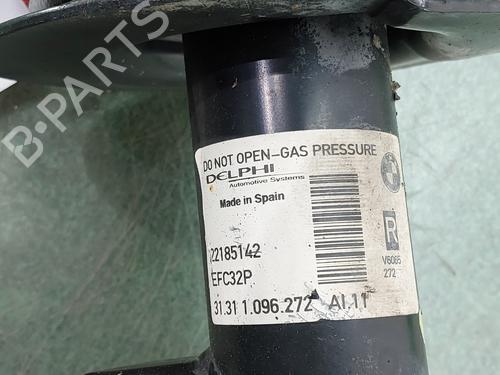 DO NOT OPEN-GAS PRESSURE
DELPHI
Automotive Systems
Made in Spain
R
22185142
EFC32P
V6085
272
31.31 1.096.272 AI.11
B-PARTS